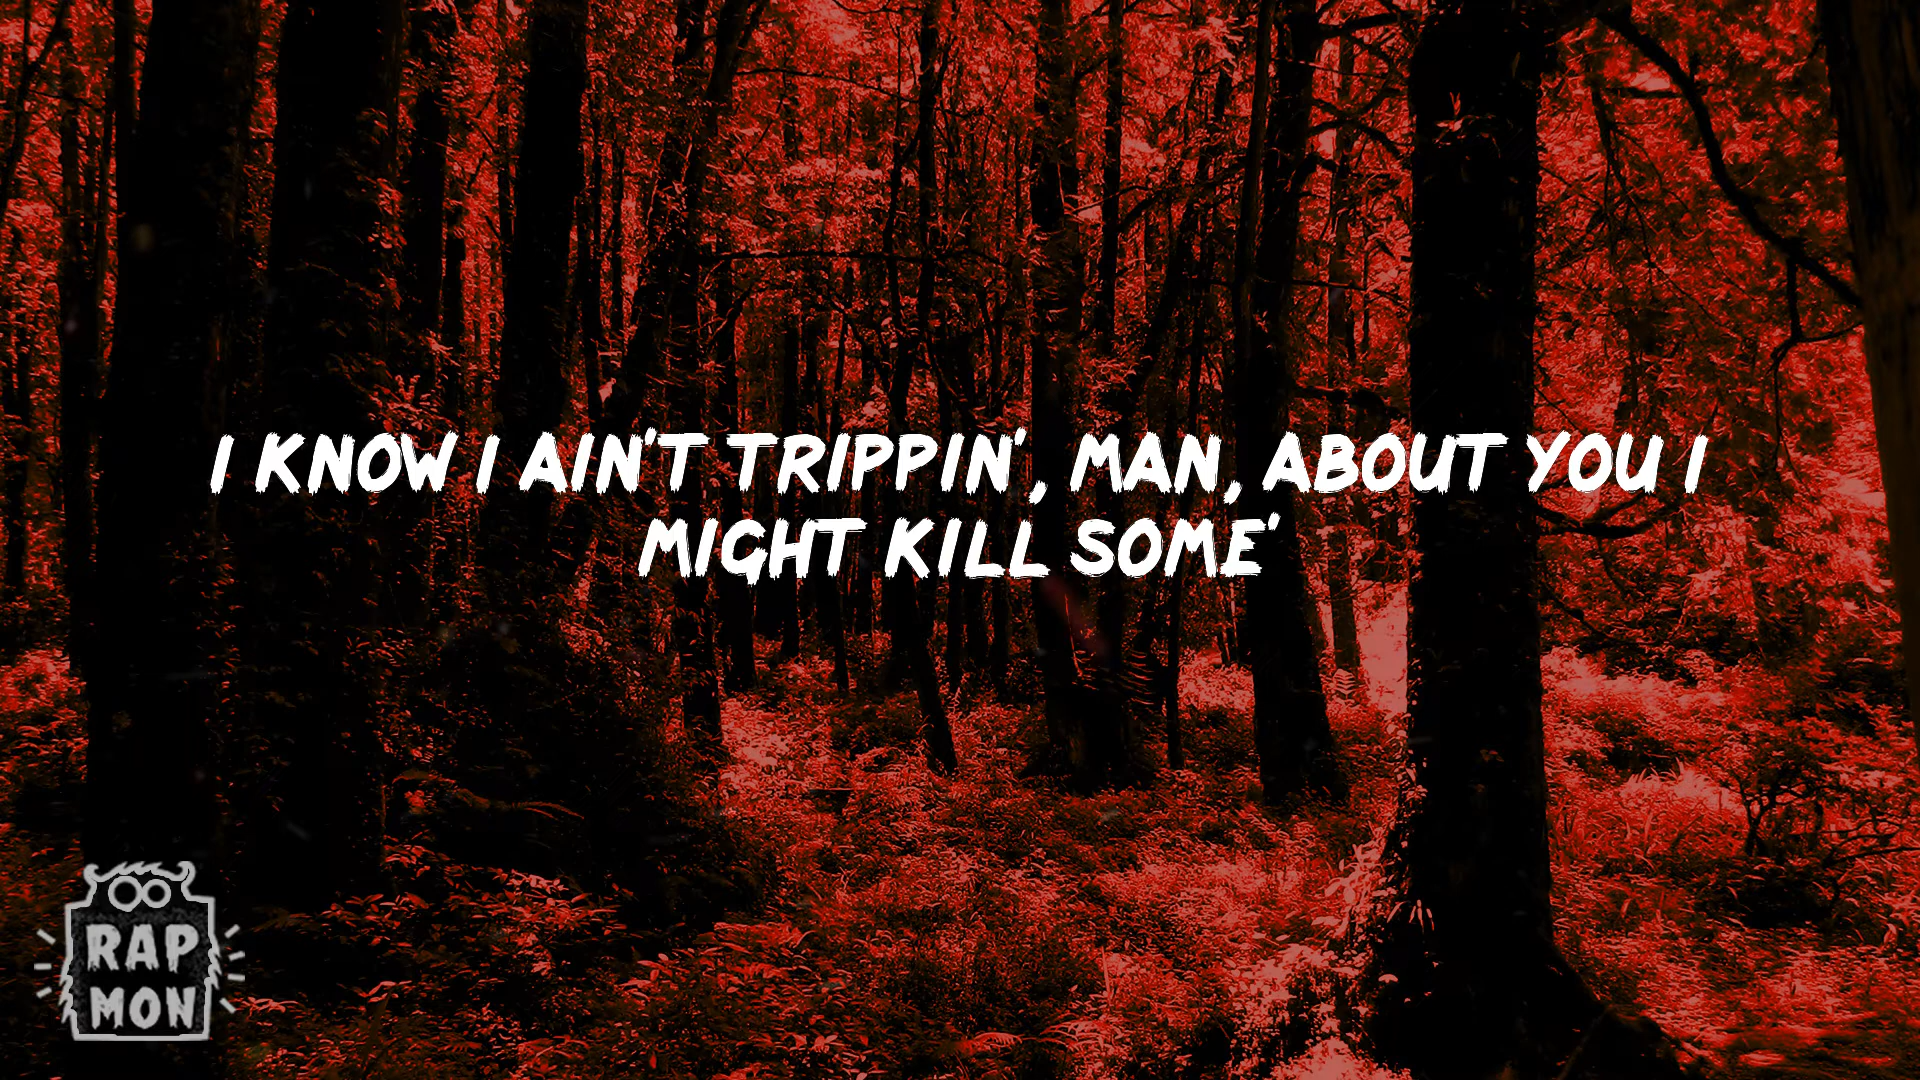 I KNOW I AIN'T TRIPPIN', MAN, ABOUT YOU I
MIGHT KILL SOME'
RAP
MON